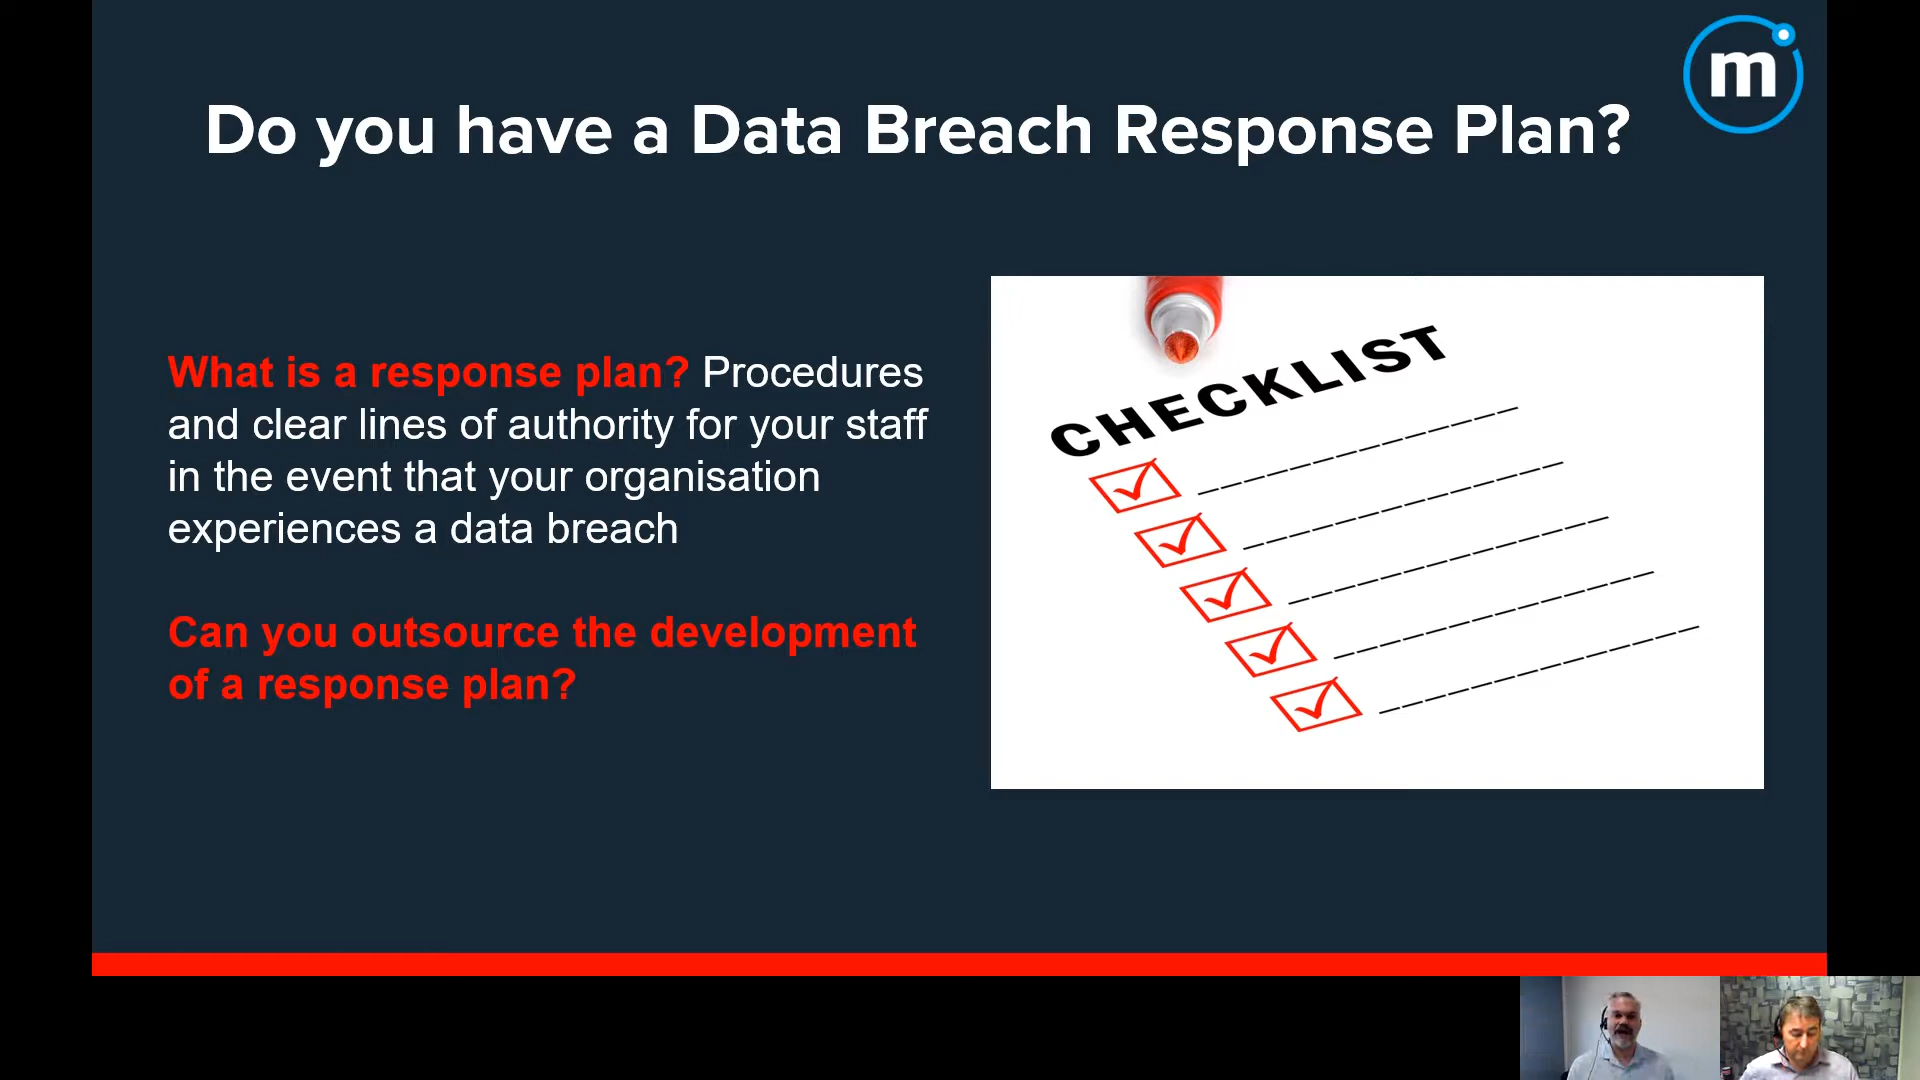 m
Do you have a Data Breach Response Plan?
What is a response plan? Procedures
and clear lines of authority for your staff
in the event that your organisation
experiences a data breach
Can you outsource the development
of a response plan?
CHECKLIST